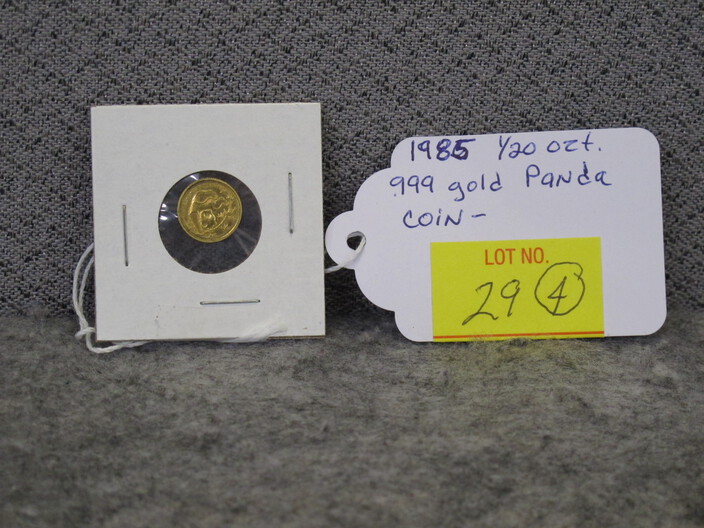 1985 1/20 ozt.
.999 gold Panda
COIN-
LOT NO.
29 4